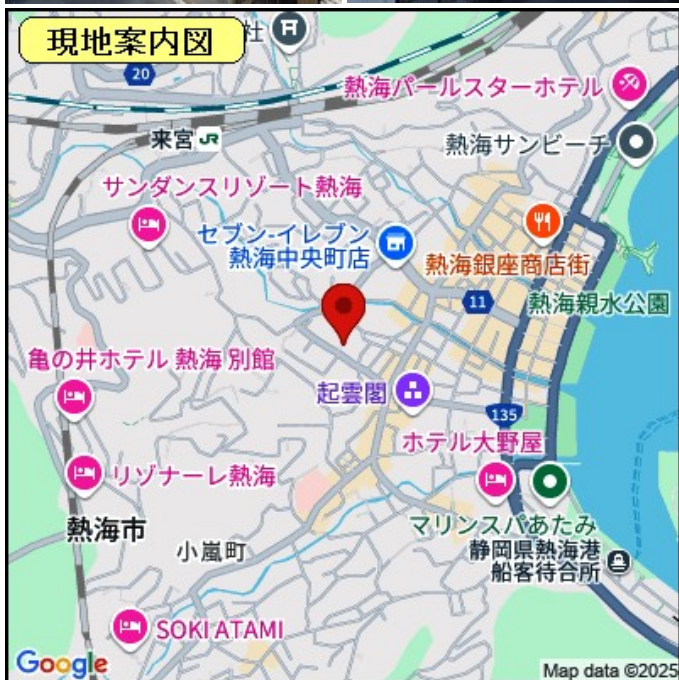 現地案内図
社
20
熱海パールスターホテル
来宮 JR
熱海サンビーチ
サンダンスリゾート熱海
セブン-イレブン
熱海中央町店
熱海銀座商店街
11
熱海親水公園
亀の井ホテル 熱海 別館
起雲閣
135
ホテル大野屋
リゾナーレ熱海
マリンスパあたみ
熱海市
小嵐町
静岡県熱海港
船客待合所
SOKI ATAMI
Google
Map data ©2025